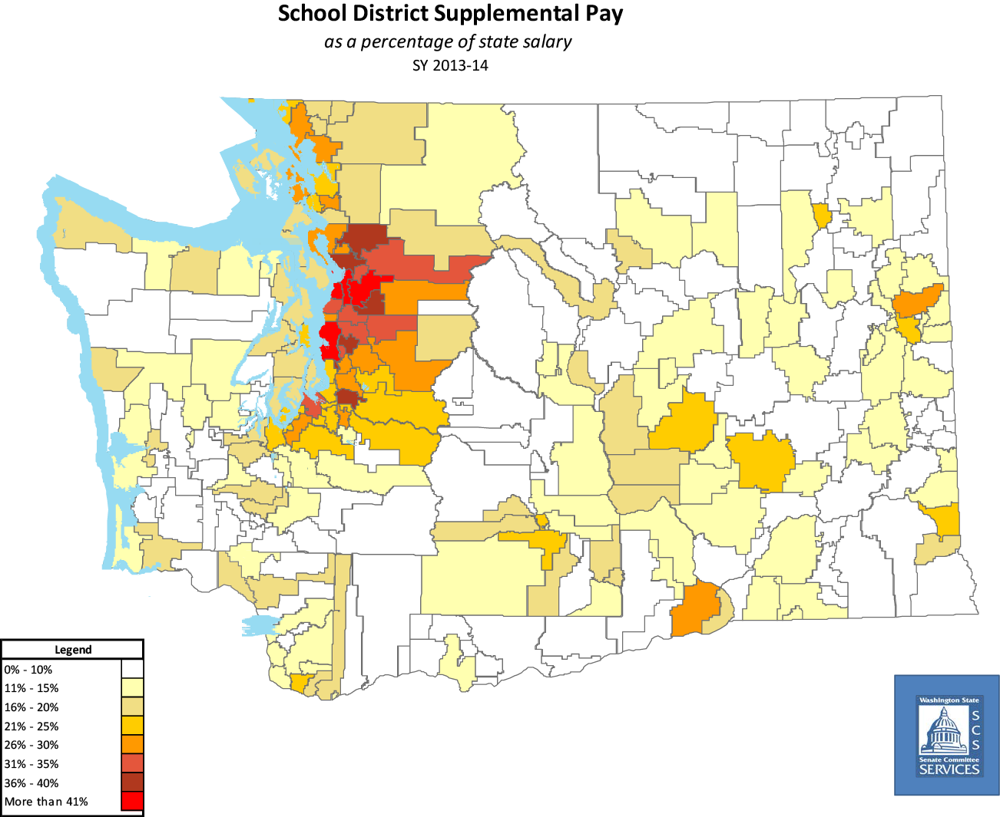 School District Supplemental Pay
as a percentage of state salary
SY 2013-14
Legend
0% - 10%
11% - 15%
16% - 20%
21% - 25%
26% - 30%
31% - 35%
36% - 40%
More than 41%
Washington State
S
C
S
Senate Committee
SERVICES